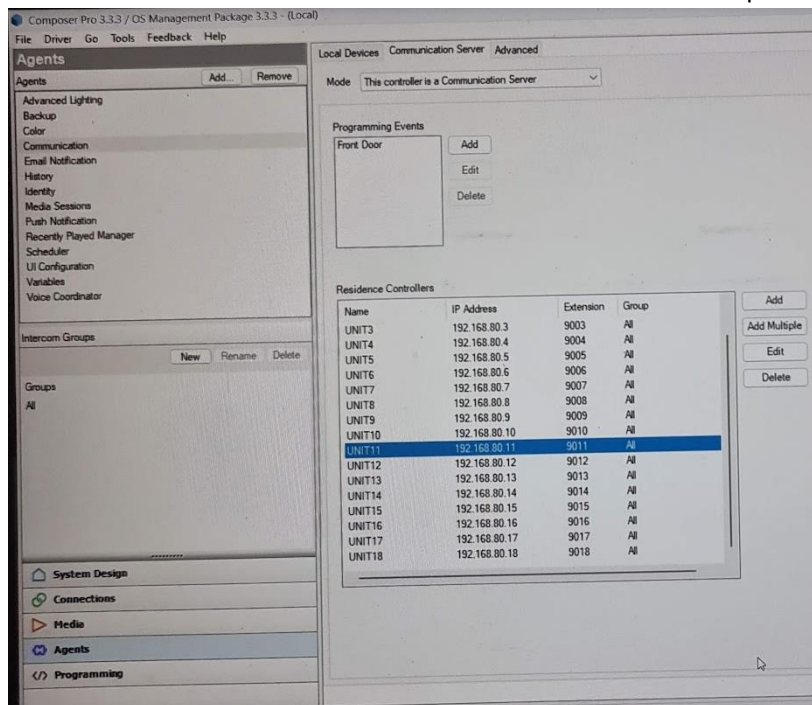 Composer Pro 3.3.3 / OS Management Package 3.3.3 - (Local)
File Driver Go Tools Feedback Help
Agents
Agents Add... Remove
Advanced Lighting
Backup
Color
Communication
Email Notification
History
Identity
Media Sessions
Push Notification
Recently Played Manager
Scheduler
UI Configuration
Variables
Voice Coordinator
Intercom Groups
New Rename Delete
Groups
All
System Design
Connections
Media
Agents
Programming
Local Devices Communication Server Advanced
Mode This controller is a Communication Server
Programming Events
Front Door
Add
Edit
Delete
Residence Controllers
Name IP Address Extension Group
UNIT3 192.168.80.3 9003 All
UNIT4 192.168.80.4 9004 All
UNIT5 192.168.80.5 9005 All
UNIT6 192.168.80.6 9006 All
UNIT7 192.168.80.7 9007 All
UNIT8 192.168.80.8 9008 All
UNIT9 192.168.80.9 9009 All
UNIT10 192.168.80.10 9010 All
UNIT11 192.168.80.11 9011 All
UNIT12 192.168.80.12 9012 All
UNIT13 192.168.80.13 9013 All
UNIT14 192.168.80.14 9014 All
UNIT15 192.168.80.15 9015 All
UNIT16 192.168.80.16 9016 All
UNIT17 192.168.80.17 9017 All
UNIT18 192.168.80.18 9018 All
Add
Add Multiple
Edit
Delete